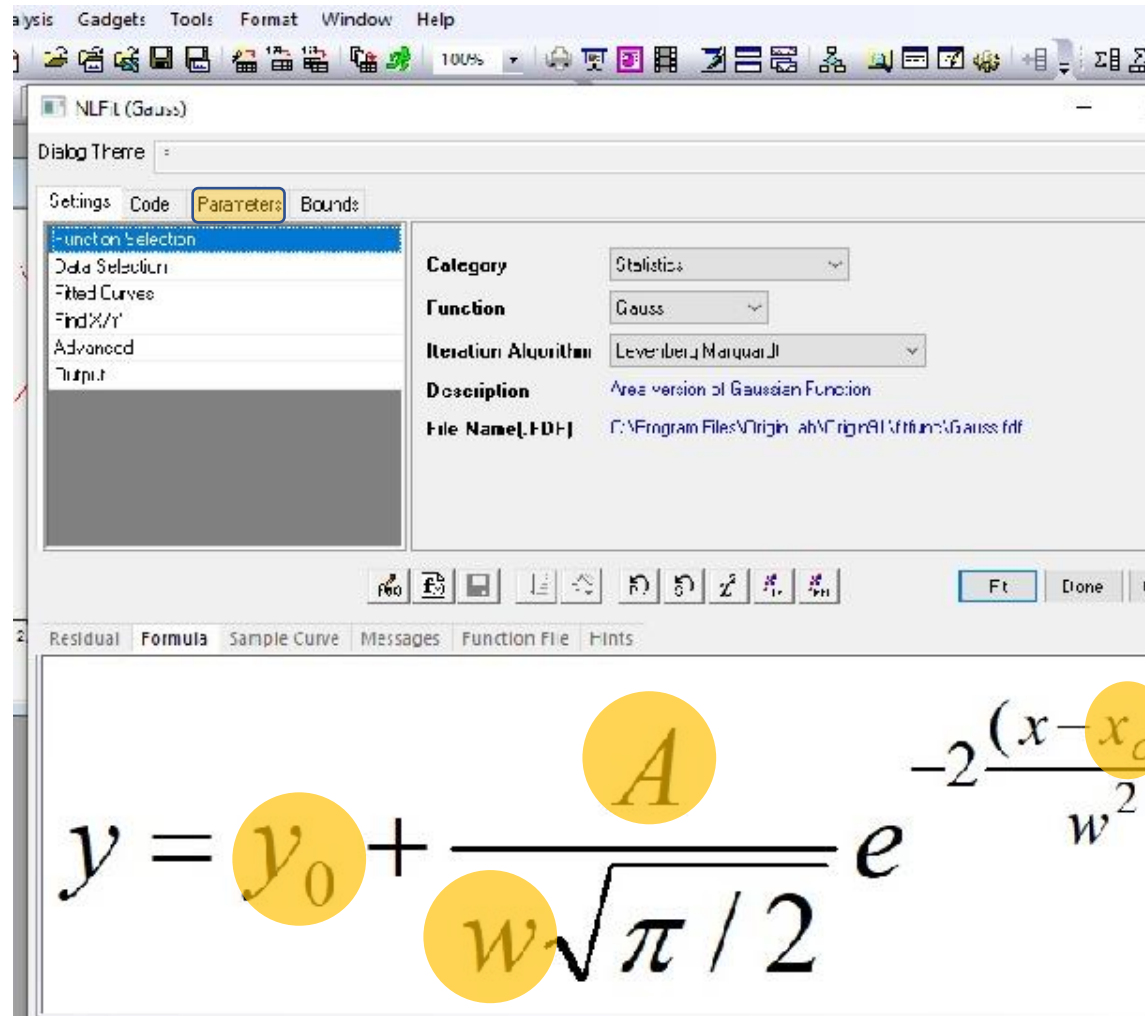 alysis Gadgets Tools Format Window Help
100%
NLFit (Gauss)
Dialog Theme
Settings Code Parameters Bounds
Function Selection
Data Selection
Fitted Curves
Find X/Y
Advanced
Output
Category Statistics
Function Gauss
Iteration Algorithm Levenberg Marquardt
Description Area version of Gaussian Function
File Name(.FDF) C:\Program Files\OriginLab\Origin91\fitfunc\Gauss.fdf
Fit Done
Residual Formula Sample Curve Messages Function File Hints
y = y₀ + A / (w√(π/2)) e^(-2(x-x_c / w²